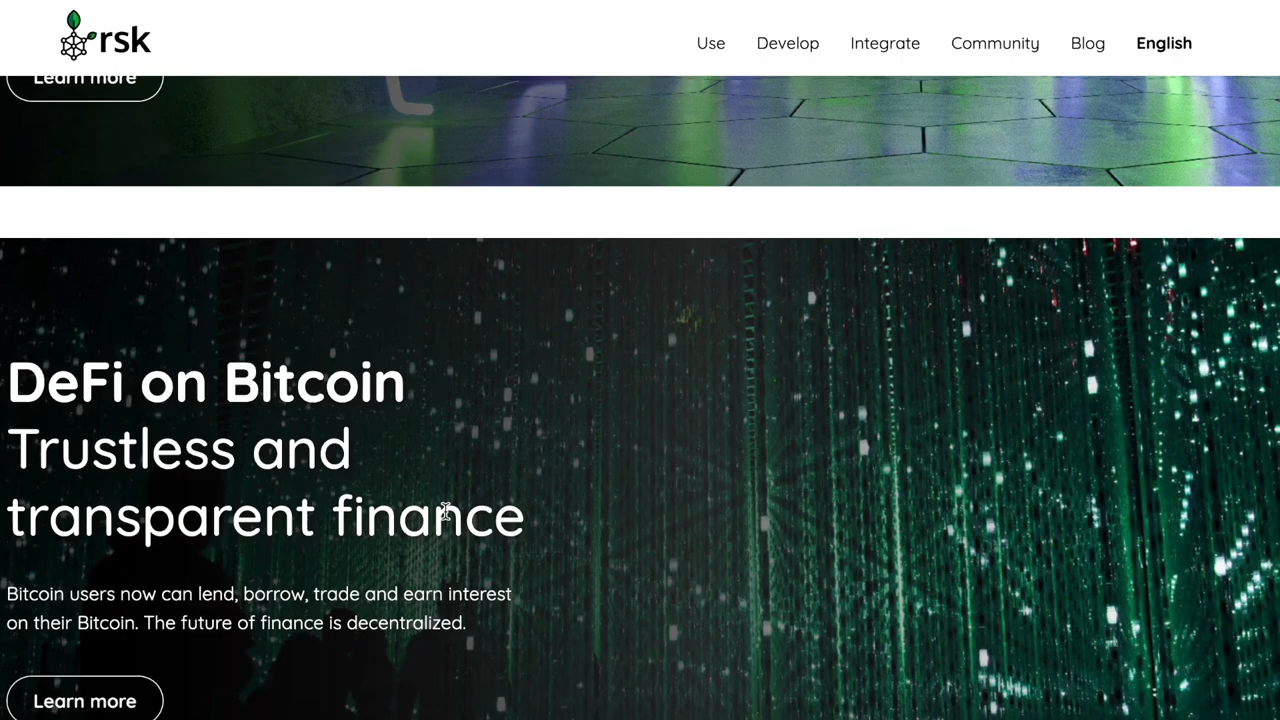 rsk
Use Develop Integrate Community Blog English
Learn more
DeFi on Bitcoin
Trustless and
transparent finance
Bitcoin users now can lend, borrow, trade and earn interest
on their Bitcoin. The future of finance is decentralized.
Learn more